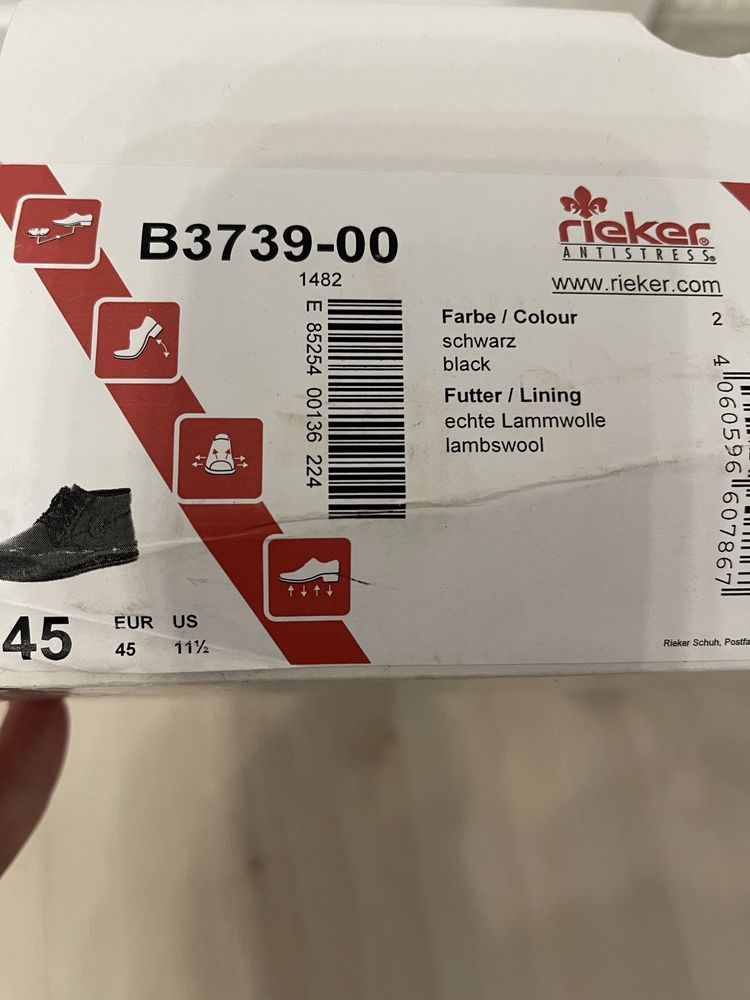 B3739-00
1482
E 85254 00136 224
rieker®
ANTISTRESS®
www.rieker.com
Farbe / Colour
schwarz
black
Futter / Lining
echte Lammwolle
lambswool
2
4 060596 607867
45
EUR US
45 11½
Rieker Schuh, Postfa